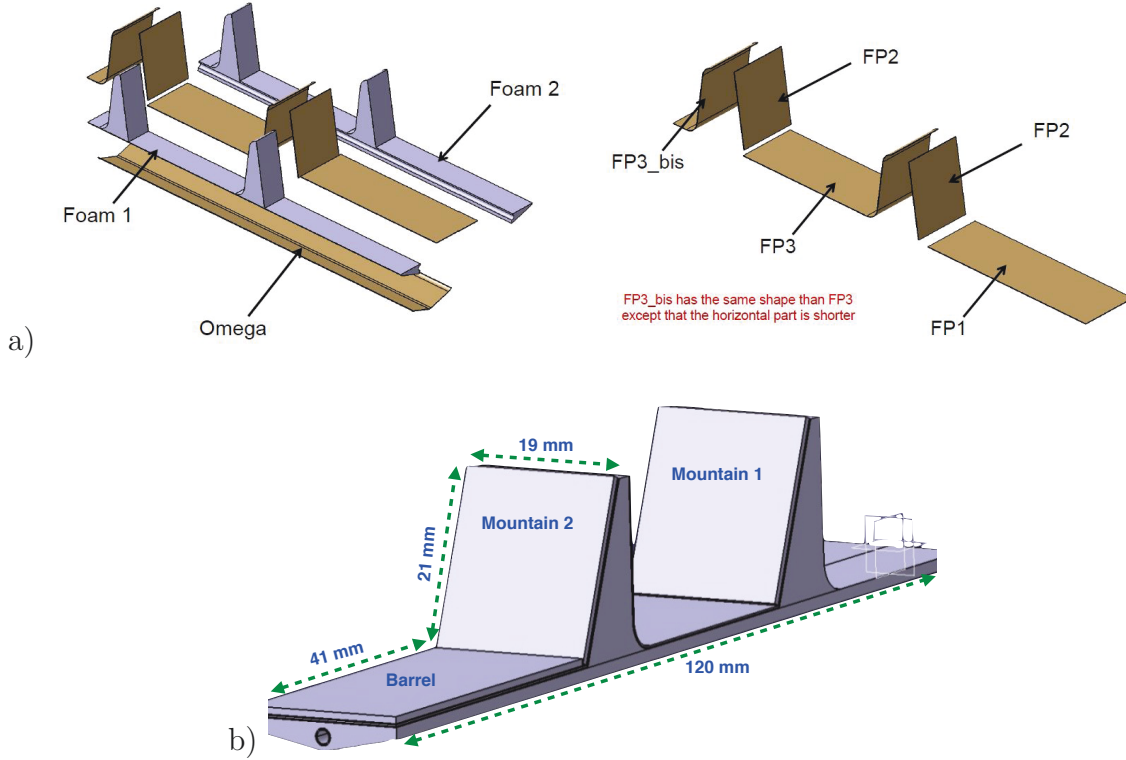 Foam 2
Foam 1
Omega
FP2
FP2
FP3_bis
FP3
FP1
FP3_bis has the same shape than FP3
except that the horizontal part is shorter
a)
19 mm
Mountain 1
Mountain 2
21 mm
41 mm
Barrel
120 mm
b)